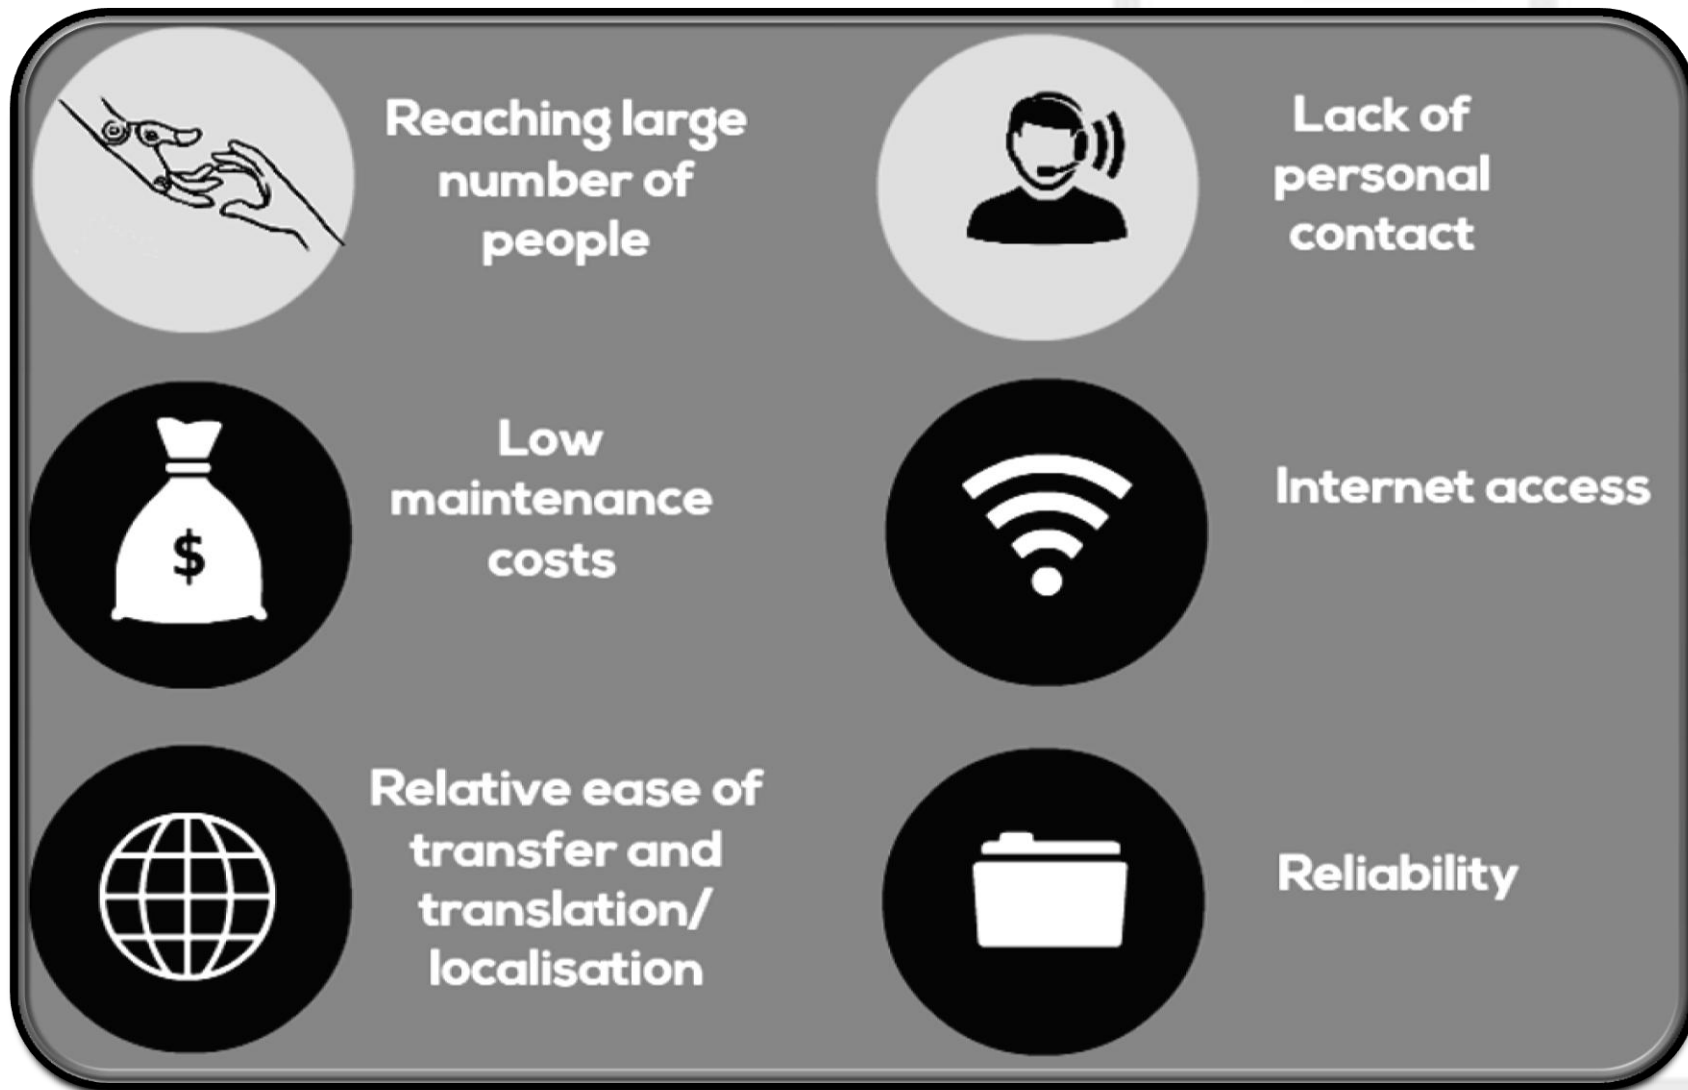 Reaching large
number of
people
Lack of
personal
contact
Low
maintenance
costs
$
Internet access
Relative ease of
transfer and
translation/
localisation
Reliability